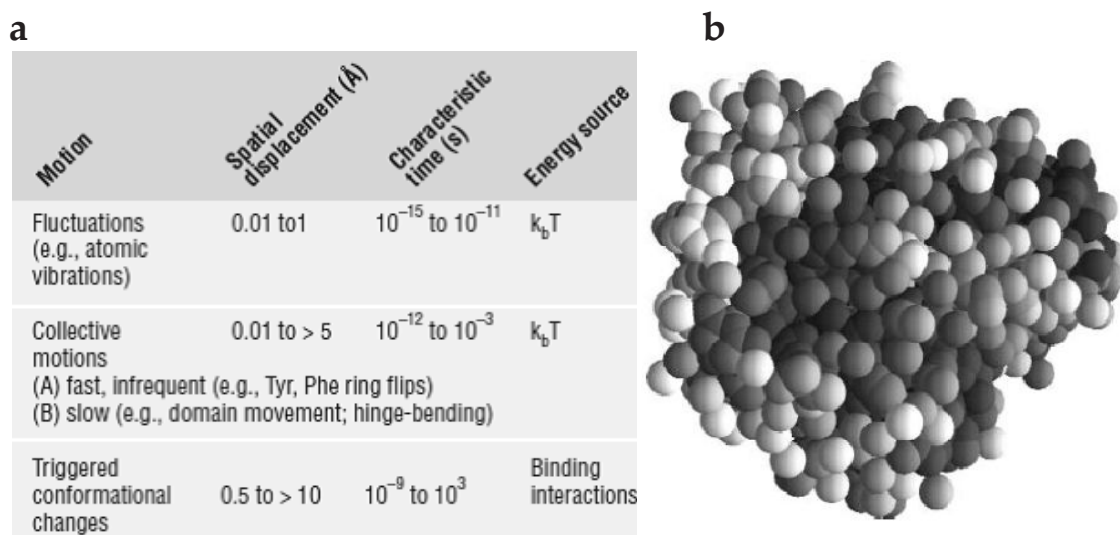 a
b
Motion
Spatial
displacement (Å)
Characteristic
time (s)
Energy source
Fluctuations
(e.g., atomic
vibrations)
0.01 to1
10⁻¹⁵ to 10⁻¹¹
k_bT
Collective
motions
0.01 to > 5
10⁻¹² to 10⁻³
k_bT
(A) fast, infrequent (e.g., Tyr, Phe ring flips)
(B) slow (e.g., domain movement; hinge-bending)
Triggered
conformational
changes
0.5 to > 10
10⁻⁹ to 10³
Binding
interactions